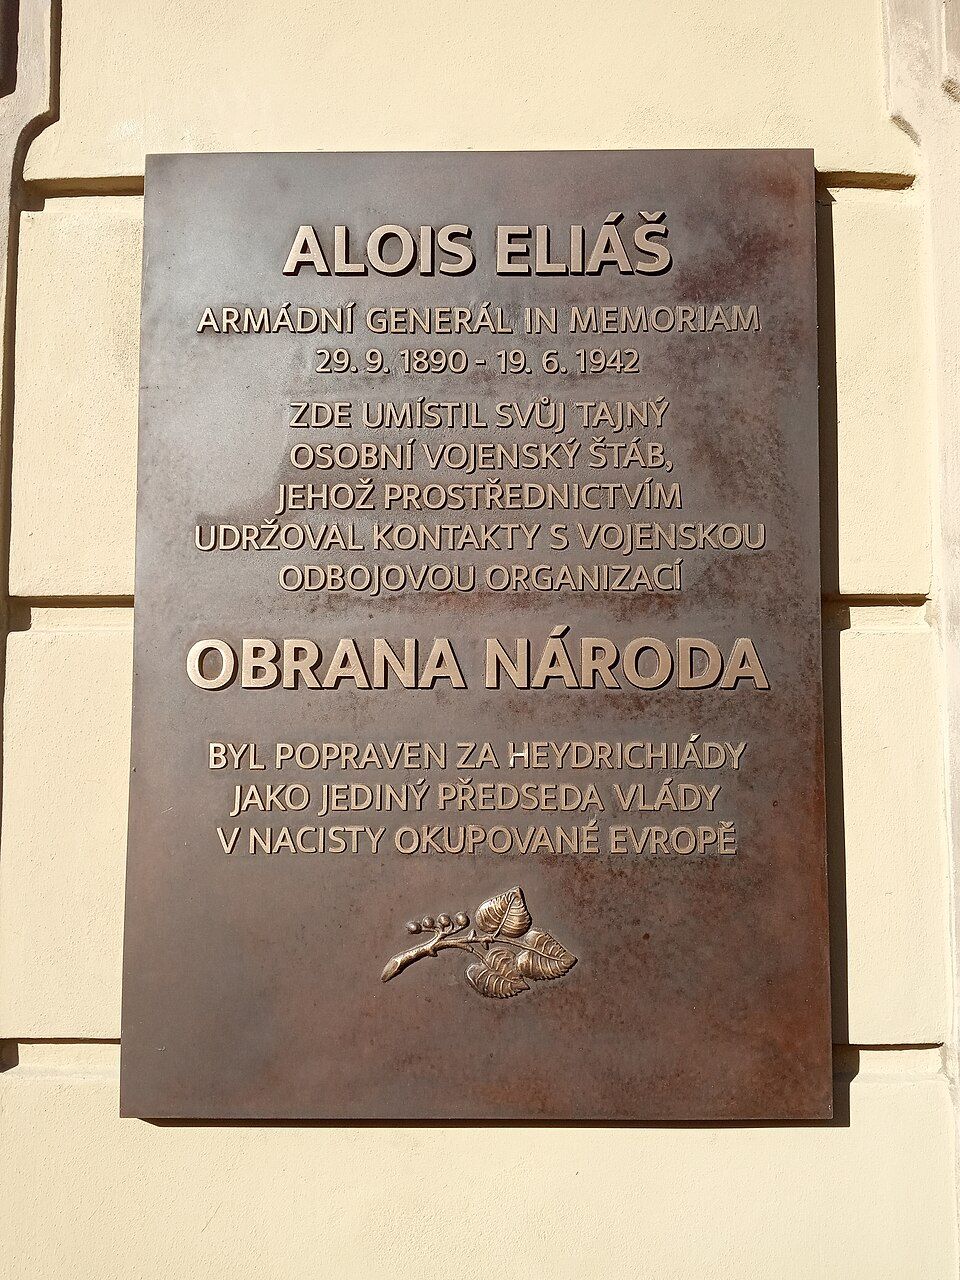 ALOIS ELIÁŠ
ARMÁDNÍ GENERÁL IN MEMORIAM
29. 9. 1890 - 19. 6. 1942
ZDE UMÍSTIL SVŮJ TAJNÝ
OSOBNÍ VOJENSKÝ ŠTÁB,
JEHOŽ PROSTŘEDNICTVÍM
UDRŽOVAL KONTAKTY S VOJENSKOU
ODBOJOVOU ORGANIZACÍ
OBRANA NÁRODA
BYL POPRAVEN ZA HEYDRICHIÁDY
JAKO JEDINÝ PŘEDSEDA VLÁDY
V NACISTY OKUPOVANÉ EVROPĚ